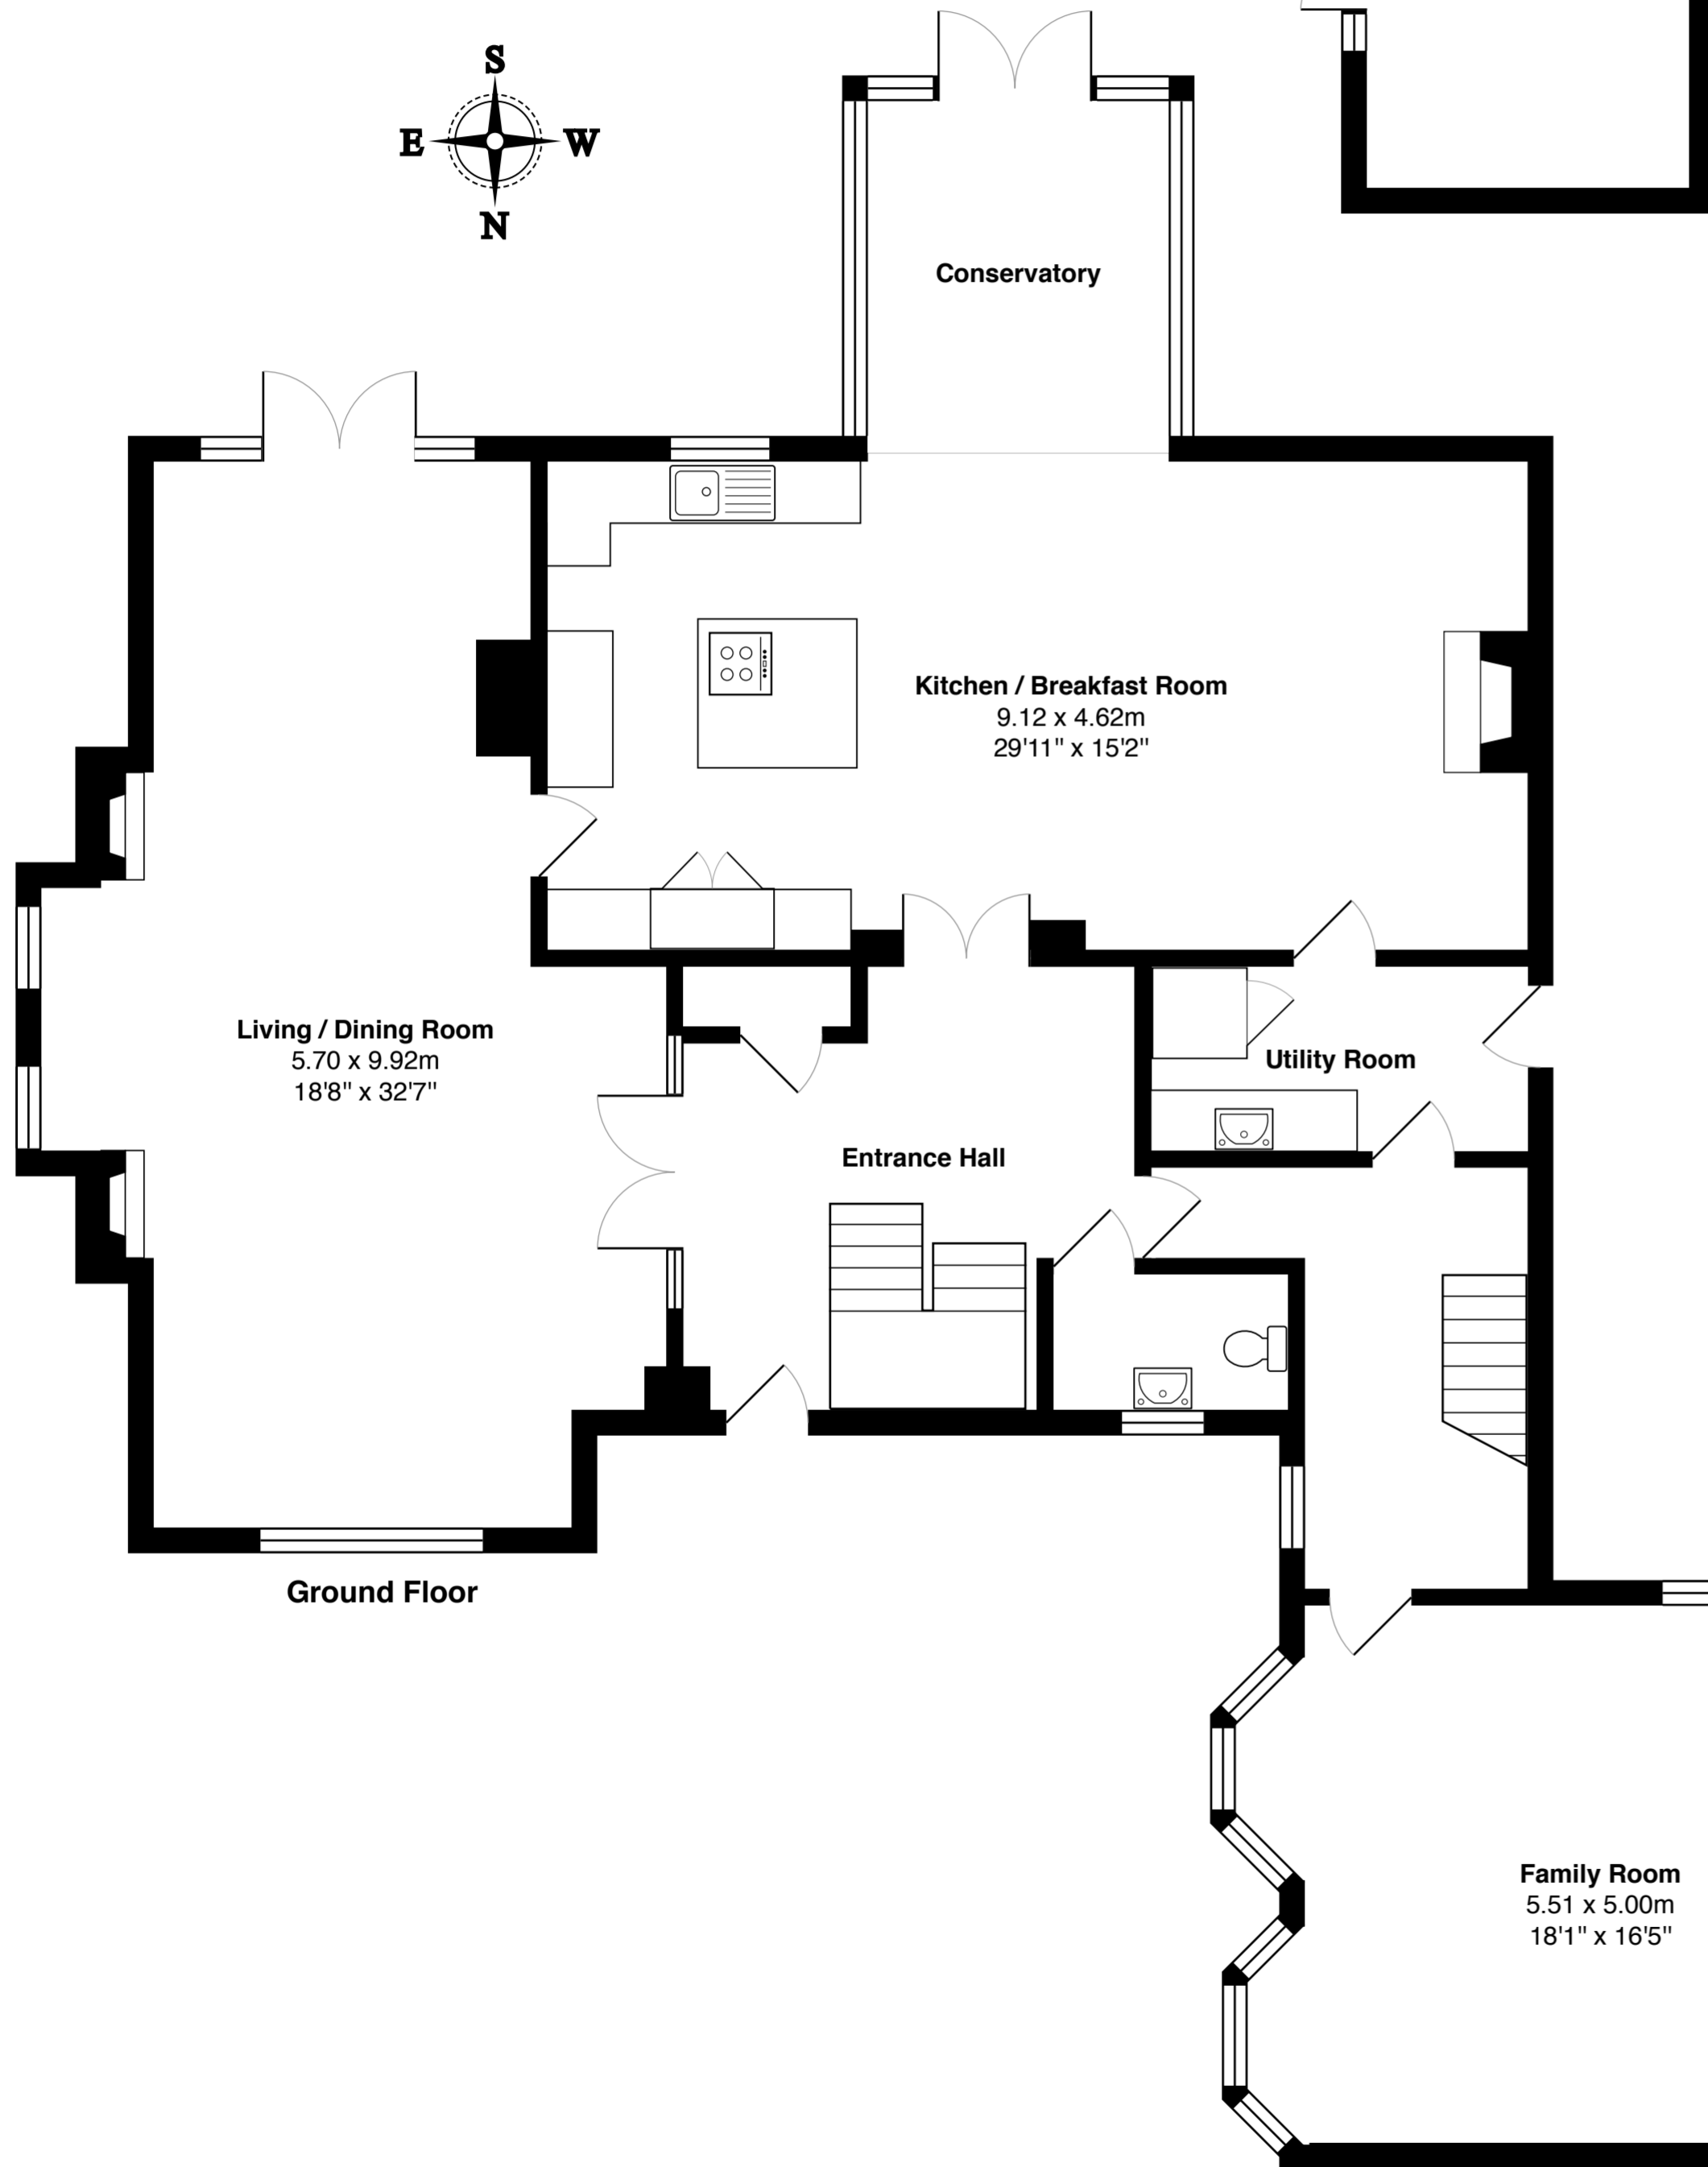 S
E W
N
Conservatory
Kitchen / Breakfast Room
9.12 x 4.62m
29'11" x 15'2"
Living / Dining Room
5.70 x 9.92m
18'8" x 32'7"
Utility Room
Entrance Hall
Ground Floor
Family Room
5.51 x 5.00m
18'1" x 16'5"